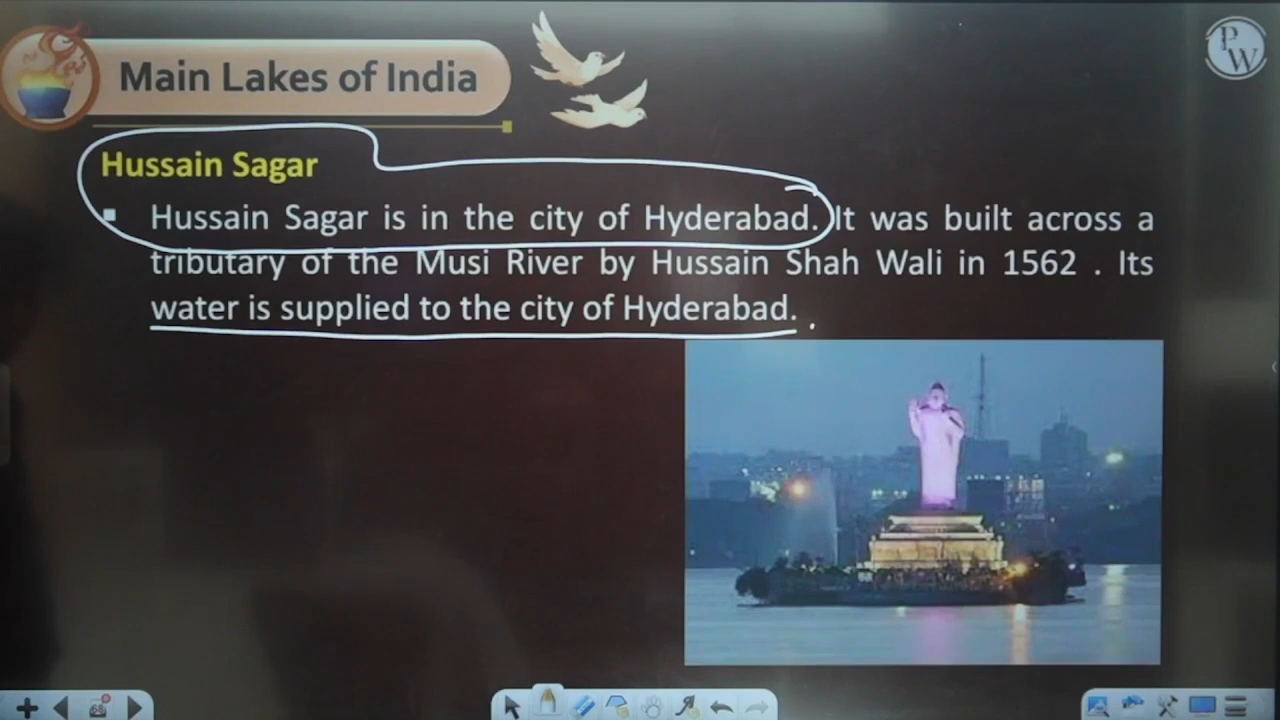 Main Lakes of India
PW
Hussain Sagar
Hussain Sagar is in the city of Hyderabad. It was built across a
tributary of the Musi River by Hussain Shah Wali in 1562 . Its
water is supplied to the city of Hyderabad.
68